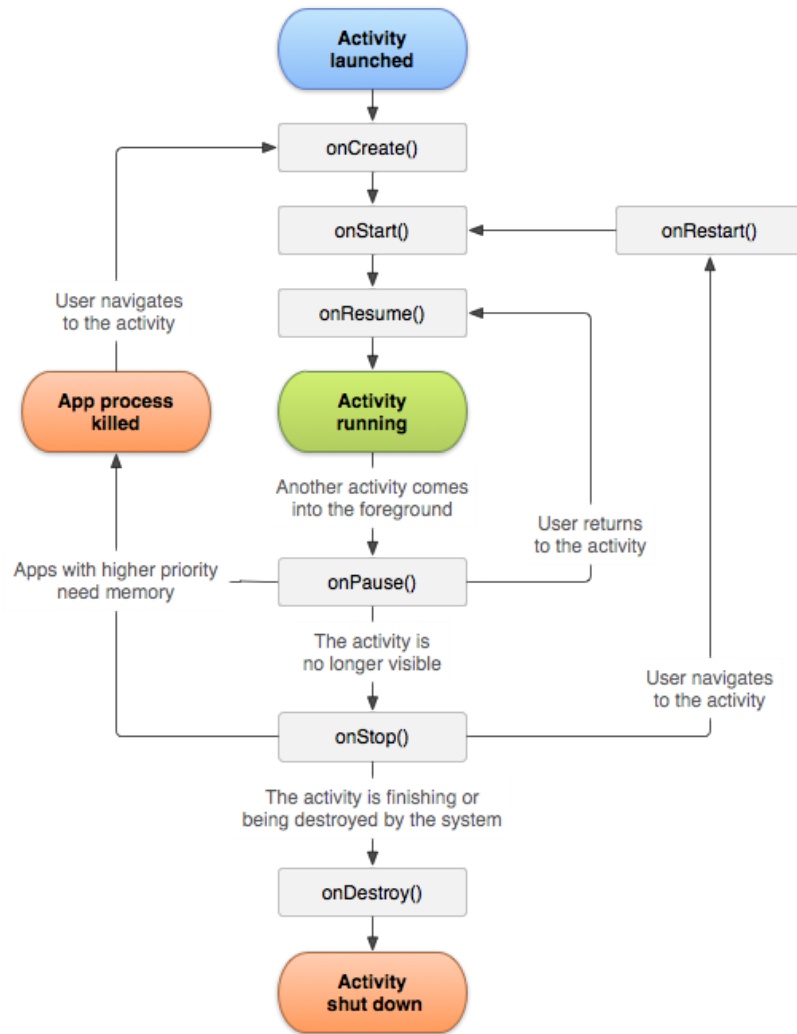 Activity
launched
onCreate()
onStart()
onRestart()
User navigates
to the activity
onResume()
App process
killed
Activity
running
Another activity comes
into the foreground
User returns
to the activity
Apps with higher priority
need memory
onPause()
The activity is
no longer visible
User navigates
to the activity
onStop()
The activity is finishing or
being destroyed by the system
onDestroy()
Activity
shut down